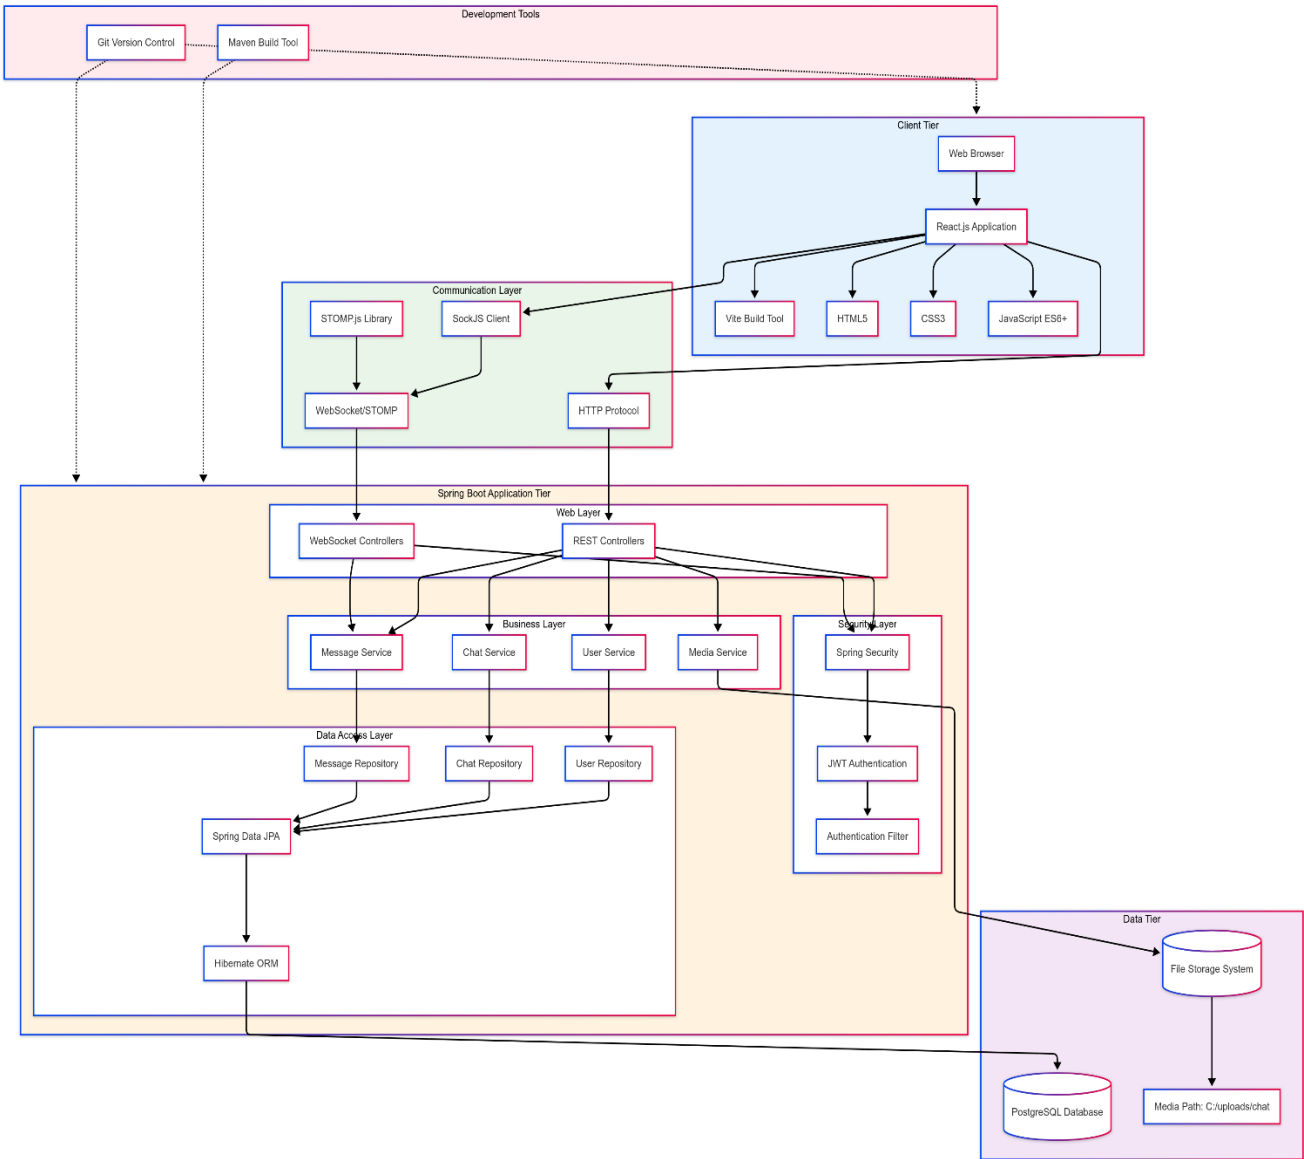 Development Tools
Git Version Control
Maven Build Tool
Client Tier
Web Browser
React.js Application
Vite Build Tool
HTML5
CSS3
JavaScript ES6+
Communication Layer
STOMP.js Library
SockJS Client
WebSocket/STOMP
HTTP Protocol
Spring Boot Application Tier
Web Layer
WebSocket Controllers
REST Controllers
Business Layer
Message Service
Chat Service
User Service
Media Service
Security Layer
Spring Security
JWT Authentication
Authentication Filter
Data Access Layer
Message Repository
Chat Repository
User Repository
Spring Data JPA
Hibernate ORM
Data Tier
File Storage System
PostgreSQL Database
Media Path: C:/uploads/chat